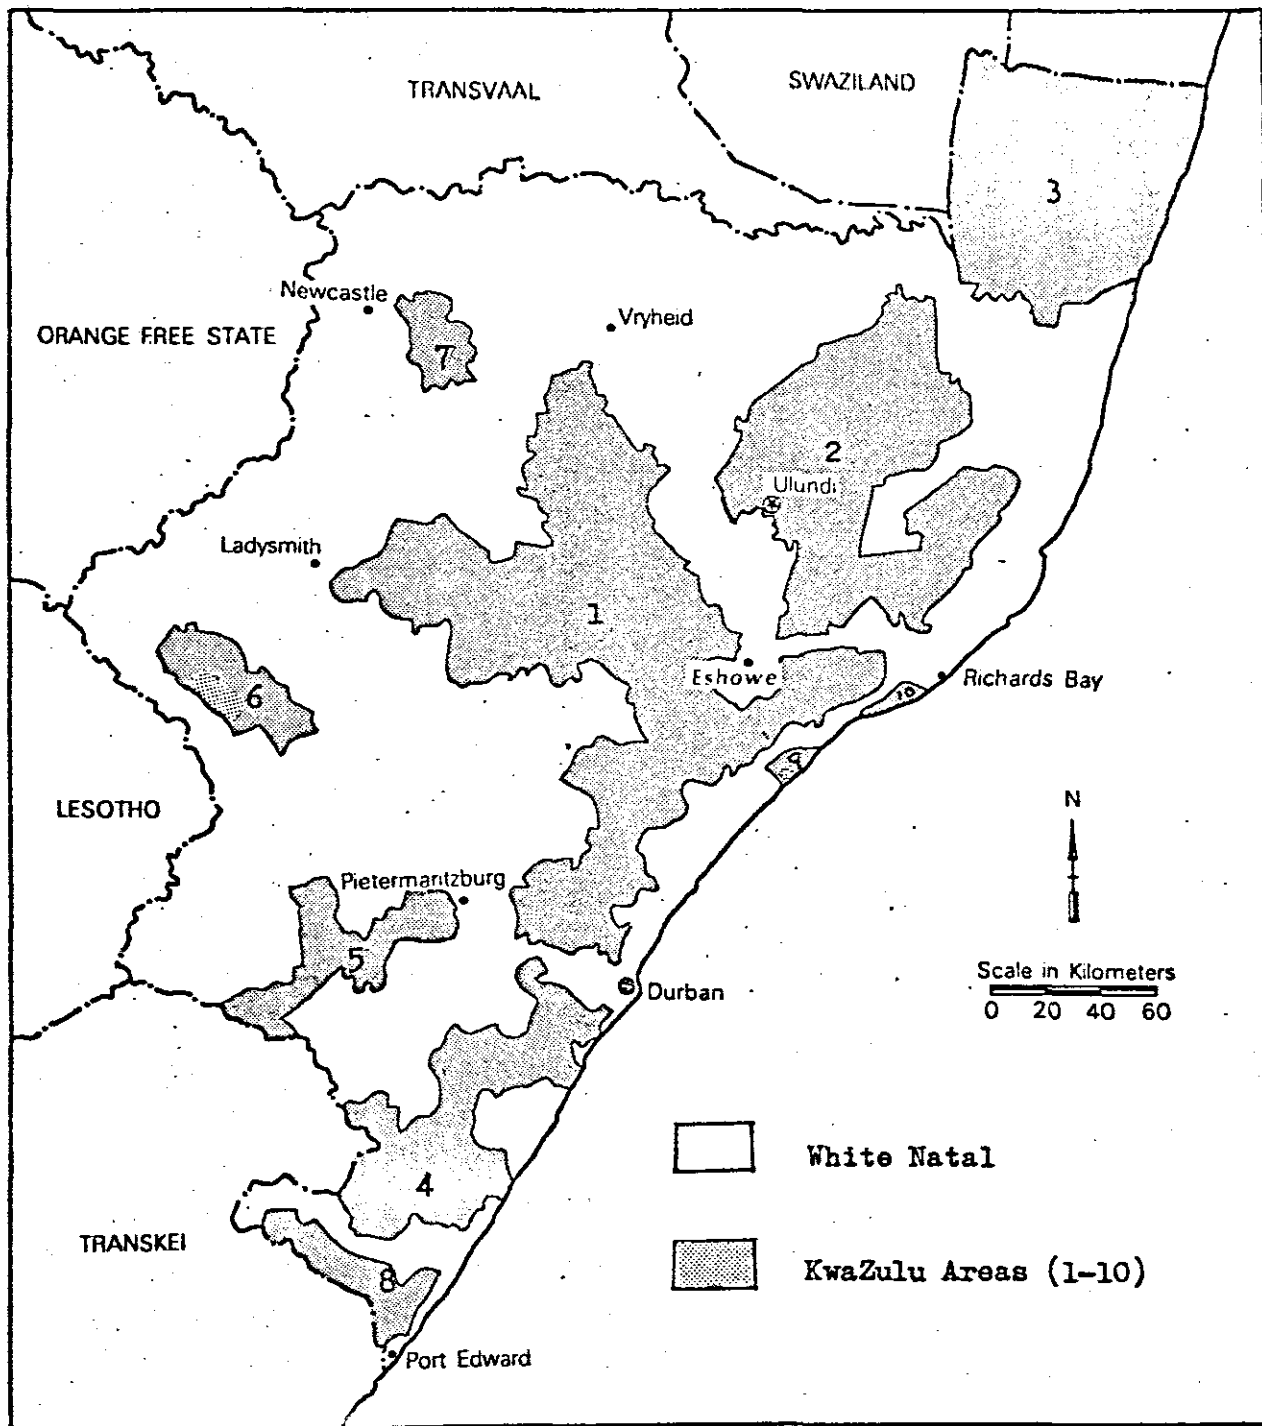 TRANSVAAL
SWAZILAND
3
Newcastle
Vryheid
ORANGE FREE STATE
7
2
Ulundi
Ladysmith
1
6
Eshowe
Richards Bay
10
9
LESOTHO
N
Pietermaritzburg
5
Scale in Kilometers
0 20 40 60
Durban
White Natal
4
TRANSKEI
KwaZulu Areas (1-10)
8
Port Edward